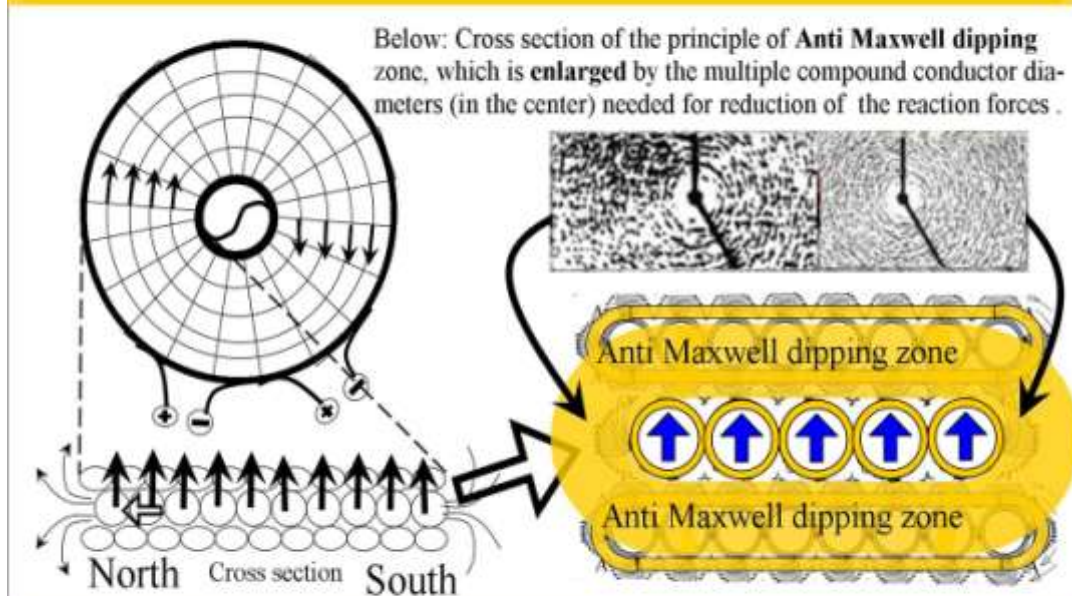 Below: Cross section of the principle of Anti Maxwell dipping
zone, which is enlarged by the multiple compound conductor dia-
meters (in the center) needed for reduction of the reaction forces .
Anti Maxwell dipping zone
Anti Maxwell dipping zone
North Cross section South